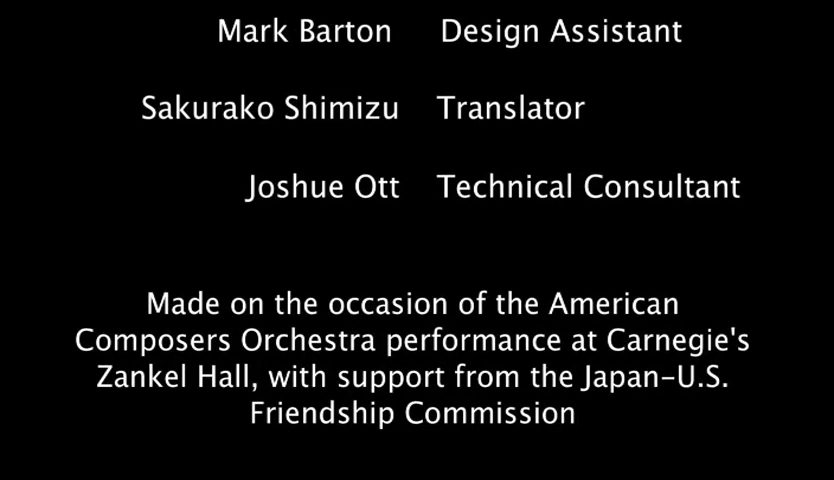 Mark Barton Design Assistant
Sakurako Shimizu Translator
Joshue Ott Technical Consultant
Made on the occasion of the American
Composers Orchestra performance at Carnegie's
Zankel Hall, with support from the Japan-U.S.
Friendship Commission